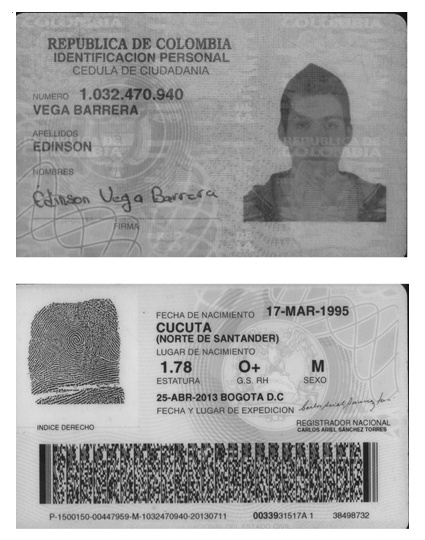 REPUBLICA DE COLOMBIA
IDENTIFICACION PERSONAL
CEDULA DE CIUDADANIA
NUMERO 1.032.470.940
VEGA BARRERA
APELLIDOS
EDINSON
NOMBRES
Edinson Vega Barrera
FIRMA
FECHA DE NACIMIENTO 17-MAR-1995
CUCUTA
(NORTE DE SANTANDER)
LUGAR DE NACIMIENTO
1.78 O+ M
ESTATURA G.S. RH SEXO
25-ABR-2013 BOGOTA D.C
FECHA Y LUGAR DE EXPEDICION
REGISTRADOR NACIONAL
CARLOS ARIEL SÁNCHEZ TORRES
INDICE DERECHO
P-1500150-00447959-M-1032470940-20130711 0033931517A 1 38498732